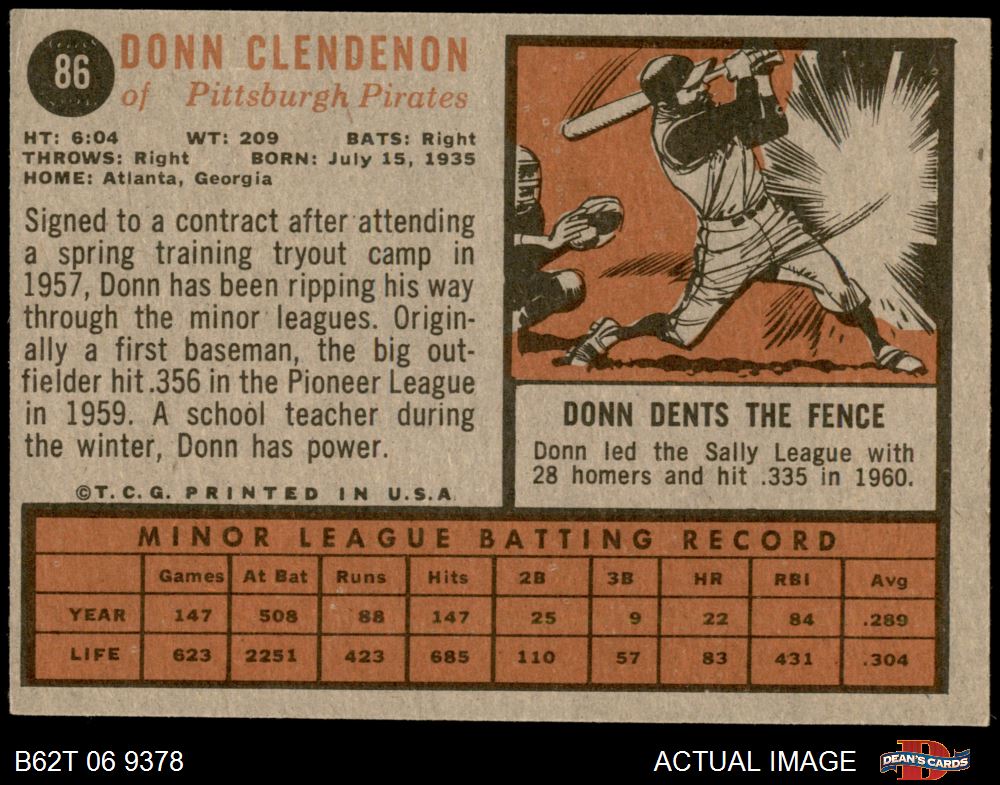 86
DONN CLENDENON
of Pittsburgh Pirates
HT: 6:04 WT: 209 BATS: Right
THROWS: Right BORN: July 15, 1935
HOME: Atlanta, Georgia
Signed to a contract after attending
a spring training tryout camp in
1957, Donn has been ripping his way
through the minor leagues. Origin-
ally a first baseman, the big out-
fielder hit .356 in the Pioneer League
in 1959. A school teacher during
the winter, Donn has power.
©T.C.G. PRINTED IN U.S.A.
DONN DENTS THE FENCE
Donn led the Sally League with
28 homers and hit .335 in 1960.
MINOR LEAGUE BATTING RECORD
Games At Bat Runs Hits 2B 3B HR RBI Avg
YEAR 147 508 88 147 25 9 22 84 .289
LIFE 623 2251 423 685 110 57 83 431 .304
B62T 06 9378 ACTUAL IMAGE D DEAN'S CARDS